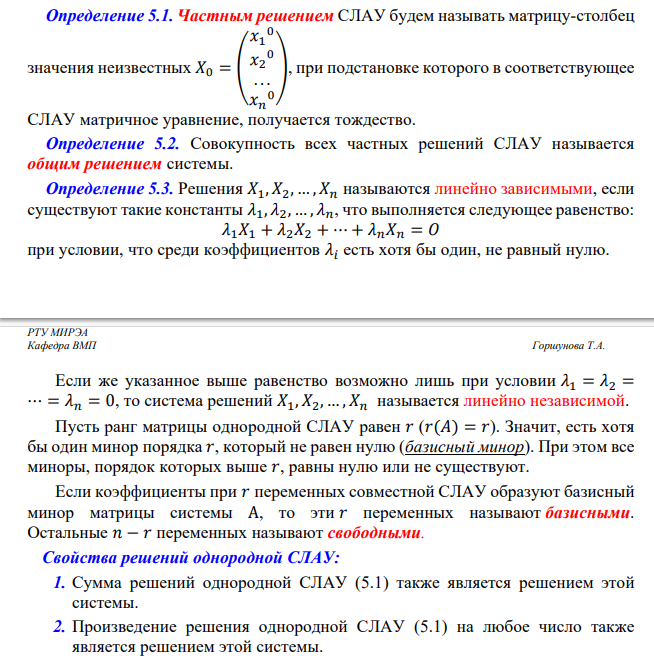 Определение 5.1. Частным решением СЛАУ будем называть матрицу-столбец
значения неизвестных X₀ = (x₁⁰ x₂⁰ … xₙ⁰), при подстановке которого в соответствующее
СЛАУ матричное уравнение, получается тождество.
Определение 5.2. Совокупность всех частных решений СЛАУ называется
общим решением системы.
Определение 5.3. Решения X₁, X₂, … , Xₙ называются линейно зависимыми, если
существуют такие константы λ₁, λ₂, … , λₙ, что выполняется следующее равенство:
λ₁X₁ + λ₂X₂ + ⋯ + λₙXₙ = O
при условии, что среди коэффициентов λᵢ есть хотя бы один, не равный нулю.
РТУ МИРЭА
Кафедра ВМП Горшунова Т.А.
Если же указанное выше равенство возможно лишь при условии λ₁ = λ₂ =
⋯ = λₙ = 0, то система решений X₁, X₂, … , Xₙ называется линейно независимой.
Пусть ранг матрицы однородной СЛАУ равен r (r(A) = r). Значит, есть хотя
бы один минор порядка r, который не равен нулю (базисный минор). При этом все
миноры, порядок которых выше r, равны нулю или не существуют.
Если коэффициенты при r переменных совместной СЛАУ образуют базисный
минор матрицы системы A, то эти r переменных называют базисными.
Остальные n − r переменных называют свободными.
Свойства решений однородной СЛАУ:
1. Сумма решений однородной СЛАУ (5.1) также является решением этой
системы.
2. Произведение решения однородной СЛАУ (5.1) на любое число также
является решением этой системы.